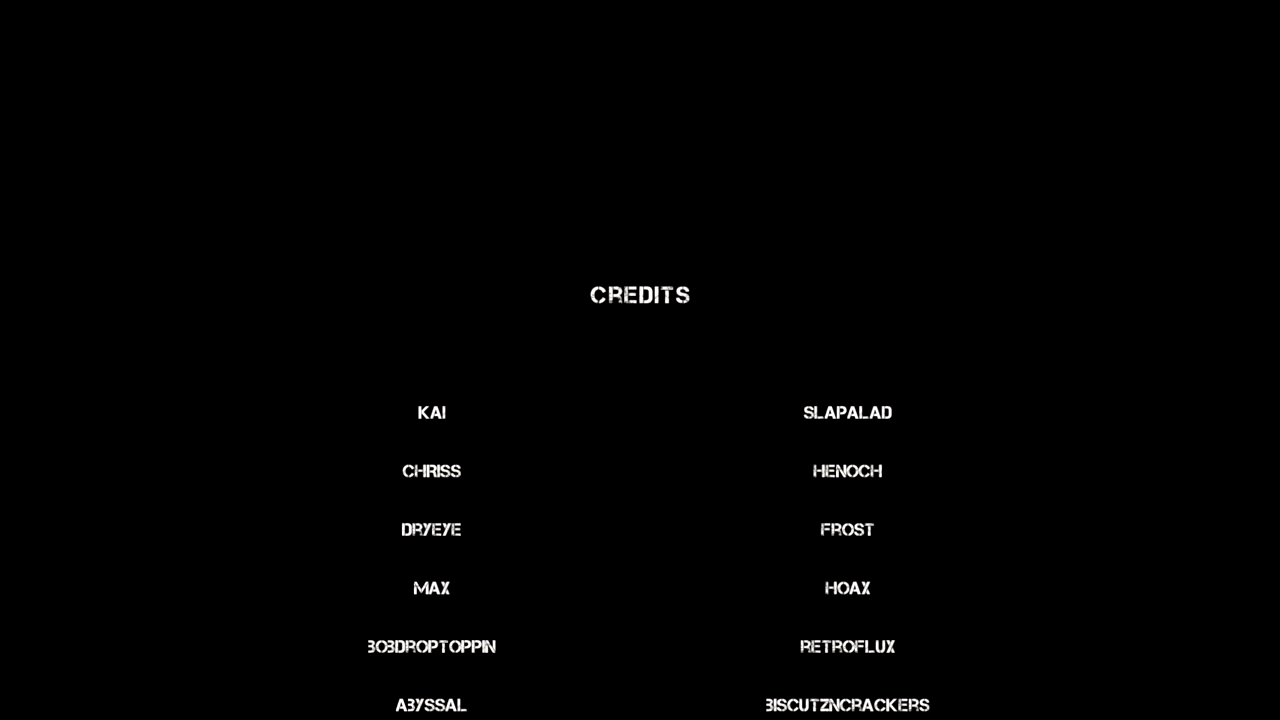 CREDITS
KAI SLAPALAD
CHRISS HENOCH
DRYEYE FROST
MAX HOAX
BOBDROPTOPPIN RETROFLUX
ABYSSAL BISCUTZNCRACKERS